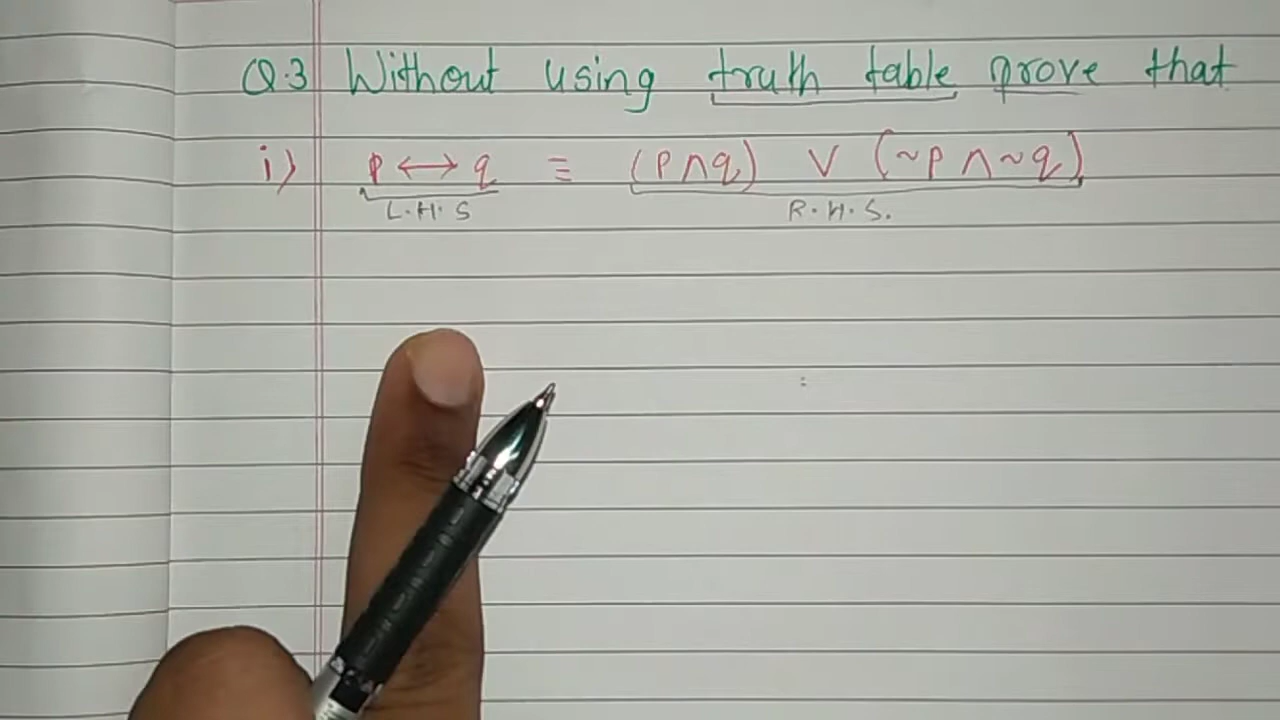 Q.3 Without using truth table prove that
i) p ↔ q ≡ (p ∧ q) ∨ (~p ∧ ~q)
L.H.S R.H.S.